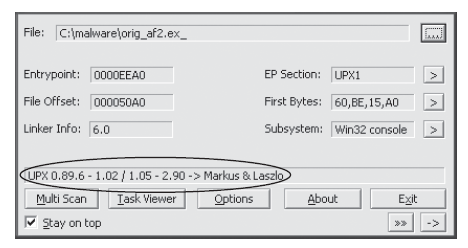 File: C:\malware\orig_af2.ex_ ...
Entrypoint: 0000EEA0 EP Section: UPX1 >
File Offset: 000050A0 First Bytes: 60,BE,15,A0 >
Linker Info: 6.0 Subsystem: Win32 console >
UPX 0.89.6 - 1.02 / 1.05 - 2.90 -> Markus & Laszlo
Multi Scan Task Viewer Options About Exit
Stay on top »» ->